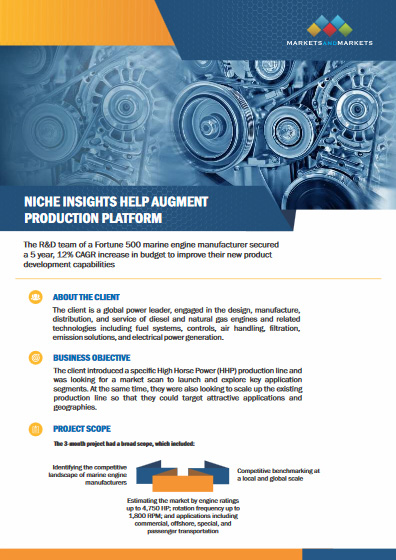 MARKETSANDMARKETS
NICHE INSIGHTS HELP AUGMENT
PRODUCTION PLATFORM
The R&D team of a Fortune 500 marine engine manufacturer secured
a 5 year, 12% CAGR increase in budget to improve their new product
development capabilities
ABOUT THE CLIENT
The client is a global power leader, engaged in the design, manufacture,
distribution, and service of diesel and natural gas engines and related
technologies including fuel systems, controls, air handling, filtration,
emission solutions, and electrical power generation.
BUSINESS OBJECTIVE
The client introduced a specific High Horse Power (HHP) production line and
was looking for a market scan to launch and explore key application
segments. At the same time, they were also looking to scale up the existing
production line so that they could target attractive applications and
geographies.
PROJECT SCOPE
The 3-month project had a broad scope, which included:
Identifying the competitive
landscape of marine engine
manufacturers
Competitive benchmarking at
a local and global scale
Estimating the market by engine ratings
up to 4,750 HP; rotation frequency up to
1,800 RPM; and applications including
commercial, offshore, special, and
passenger transportation